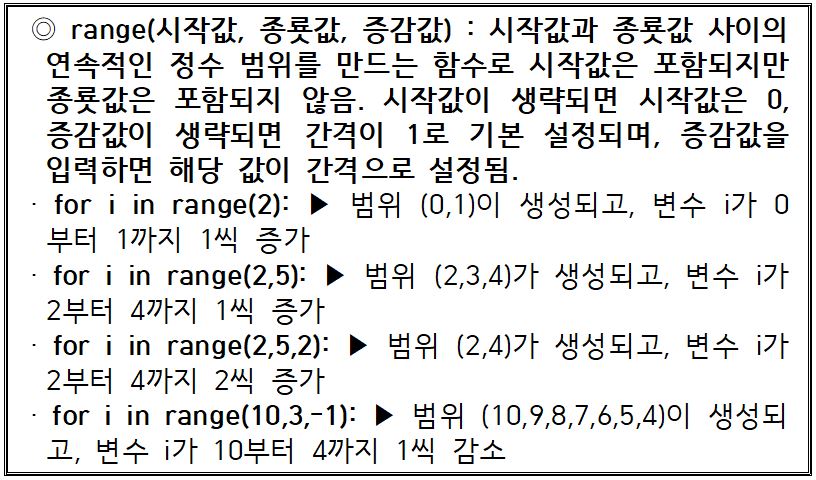 ◎ range(시작값, 종룟값, 증감값) : 시작값과 종룟값 사이의
연속적인 정수 범위를 만드는 함수로 시작값은 포함되지만
종룟값은 포함되지 않음. 시작값이 생략되면 시작값은 0,
증감값이 생략되면 간격이 1로 기본 설정되며, 증감값을
입력하면 해당 값이 간격으로 설정됨.
· for i in range(2): ▶ 범위 (0,1)이 생성되고, 변수 i가 0
부터 1까지 1씩 증가
· for i in range(2,5): ▶ 범위 (2,3,4)가 생성되고, 변수 i가
2부터 4까지 1씩 증가
· for i in range(2,5,2): ▶ 범위 (2,4)가 생성되고, 변수 i가
2부터 4까지 2씩 증가
· for i in range(10,3,-1): ▶ 범위 (10,9,8,7,6,5,4)이 생성되
고, 변수 i가 10부터 4까지 1씩 감소